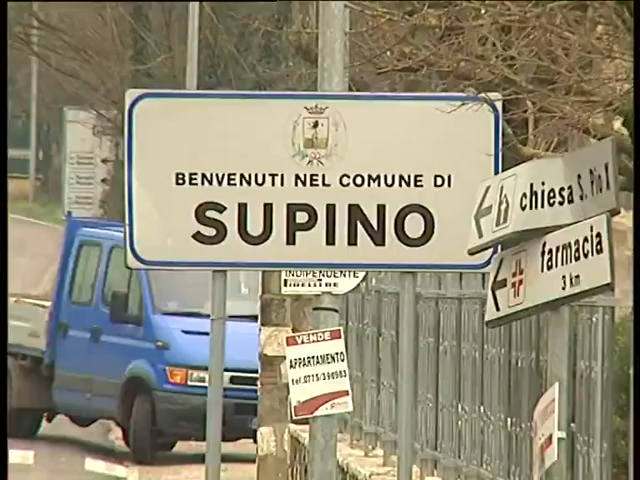 BENVENUTI NEL COMUNE DI
SUPINO
chiesa S. Pio X
farmacia
3 km
INDIPENDENTE
VENDE
APPARTAMENTO